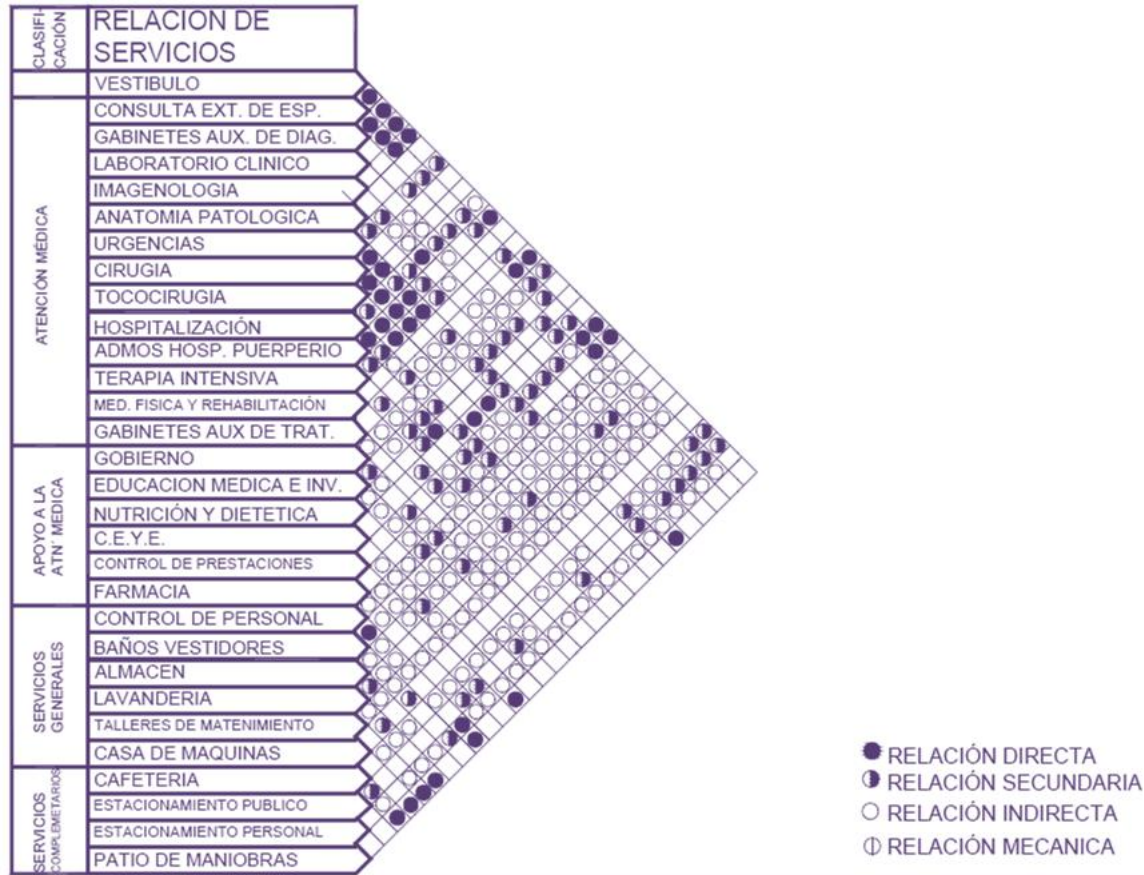 CLASIFI-
CACIÓN
RELACION DE
SERVICIOS
VESTIBULO
ATENCIÓN MÉDICA
CONSULTA EXT. DE ESP.
GABINETES AUX. DE DIAG.
LABORATORIO CLINICO
IMAGENOLOGIA
ANATOMIA PATOLOGICA
URGENCIAS
CIRUGIA
TOCOCIRUGIA
HOSPITALIZACIÓN
ADMOS HOSP. PUERPERIO
TERAPIA INTENSIVA
MED. FISICA Y REHABILITACIÓN
GABINETES AUX DE TRAT.
APOYO A LA
ATN´ MEDICA
GOBIERNO
EDUCACION MEDICA E INV.
NUTRICIÓN Y DIETETICA
C.E.Y.E.
CONTROL DE PRESTACIONES
FARMACIA
SERVICIOS
GENERALES
CONTROL DE PERSONAL
BAÑOS VESTIDORES
ALMACEN
LAVANDERIA
TALLERES DE MATENIMIENTO
CASA DE MAQUINAS
SERVICIOS
COMPLEMETARIOS
CAFETERIA
ESTACIONAMIENTO PUBLICO
ESTACIONAMIENTO PERSONAL
PATIO DE MANIOBRAS
RELACIÓN DIRECTA
RELACIÓN SECUNDARIA
RELACIÓN INDIRECTA
RELACIÓN MECANICA